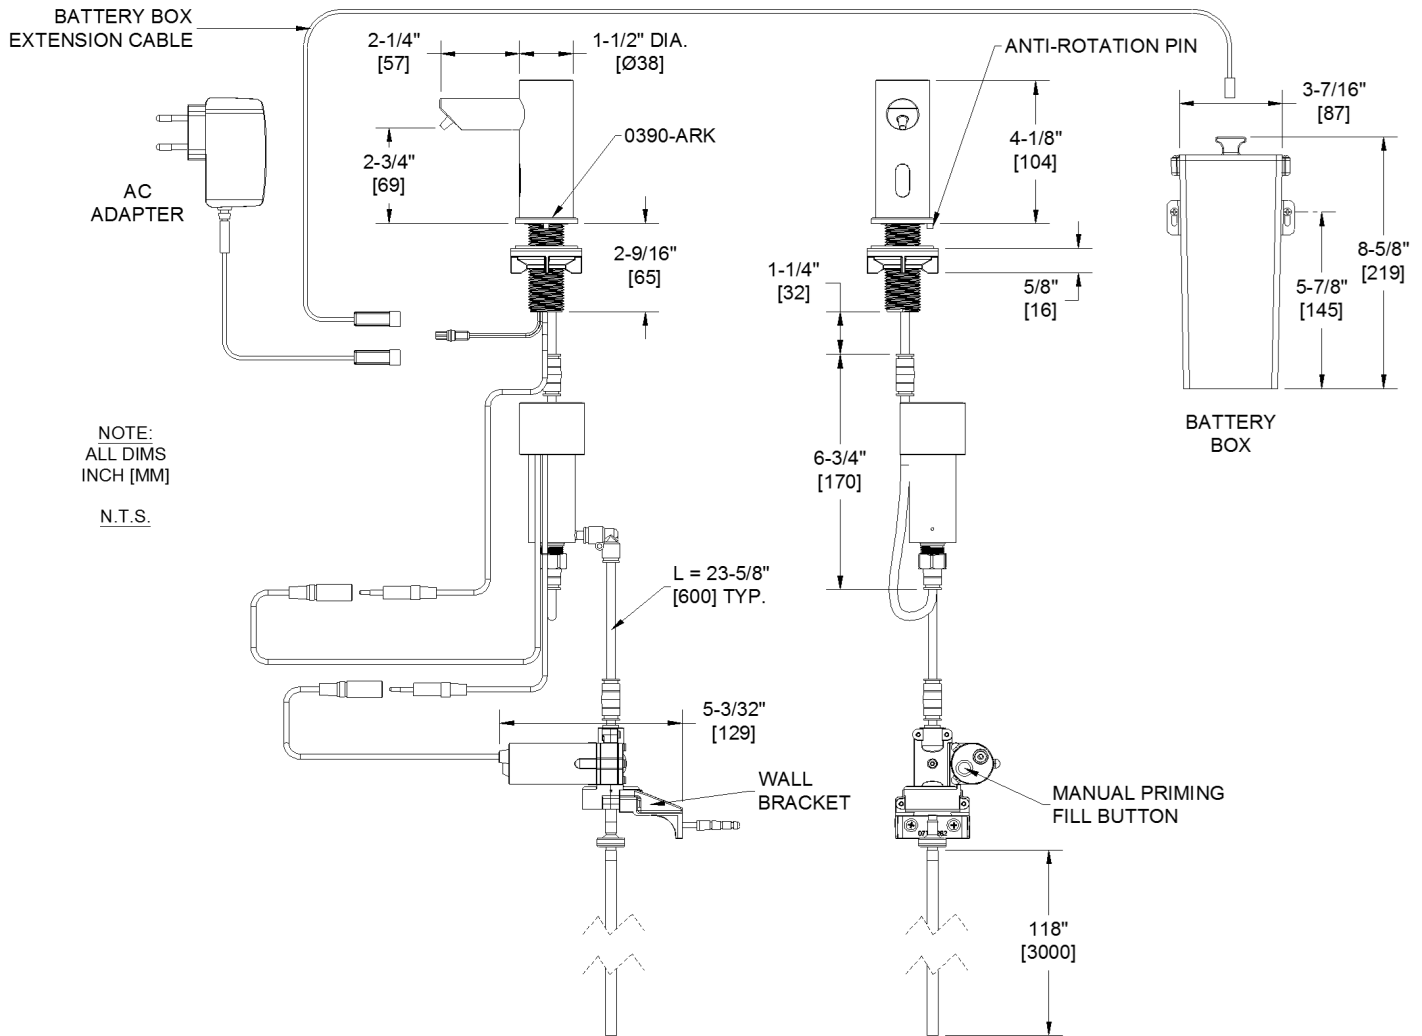 BATTERY BOX
EXTENSION CABLE
2-1/4"
[57]
1-1/2" DIA.
[Ø38]
ANTI-ROTATION PIN
3-7/16"
[87]
0390-ARK
2-3/4"
[69]
4-1/8"
[104]
AC
ADAPTER
2-9/16"
[65]
1-1/4"
[32]
5/8"
[16]
8-5/8"
[219]
5-7/8"
[145]
BATTERY
BOX
NOTE:
ALL DIMS
INCH [MM]
N.T.S.
6-3/4"
[170]
L = 23-5/8"
[600] TYP.
5-3/32"
[129]
WALL
BRACKET
MANUAL PRIMING
FILL BUTTON
118"
[3000]